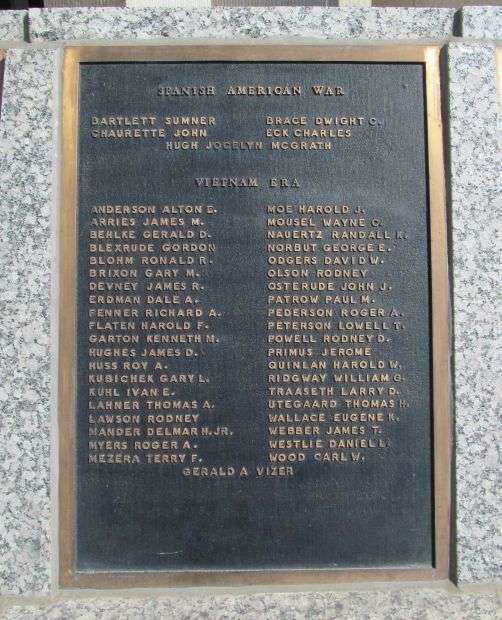 SPANISH AMERICAN WAR
BARTLETT SUMNER BRACE DWIGHT C.
CHAURETTE JOHN ECK CHARLES
HUGH JOCELYN MCGRATH
VIETNAM ERA
ANDERSON ALTON E. MOE HAROLD J.
ARRIES JAMES M. MOUSEL WAYNE O.
BEHLKE GERALD D. NAUERTZ RANDALL K.
BLEXRUDE GORDON NORBUT GEORGE E.
BLOHM RONALD R. ODGERS DAVID W.
BRIXON GARY M. OLSON RODNEY
DEVNEY JAMES R. OSTERUDE JOHN J.
ERDMAN DALE A. PATROW PAUL M.
FENNER RICHARD A. PEDERSON ROGER A.
FLATEN HAROLD F. PETERSON LOWELL T.
GARTON KENNETH M. POWELL RODNEY D.
HUGHES JAMES D. PRIMUS JEROME
HUSS ROY A. QUINLAN HAROLD W.
KUBICHEK GARY L. RIDGWAY WILLIAM G.
KUHL IVAN E. TRAASETH LARRY D.
LAHNER THOMAS A. UTEGAARD THOMAS H.
LAWSON RODNEY WALLACE EUGENE K.
MANDER DELMAR H. JR. WEBBER JAMES T.
MYERS ROGER A. WESTLIE DANIEL L.
MEZERA TERRY F. WOOD CARL W.
GERALD A VIZER